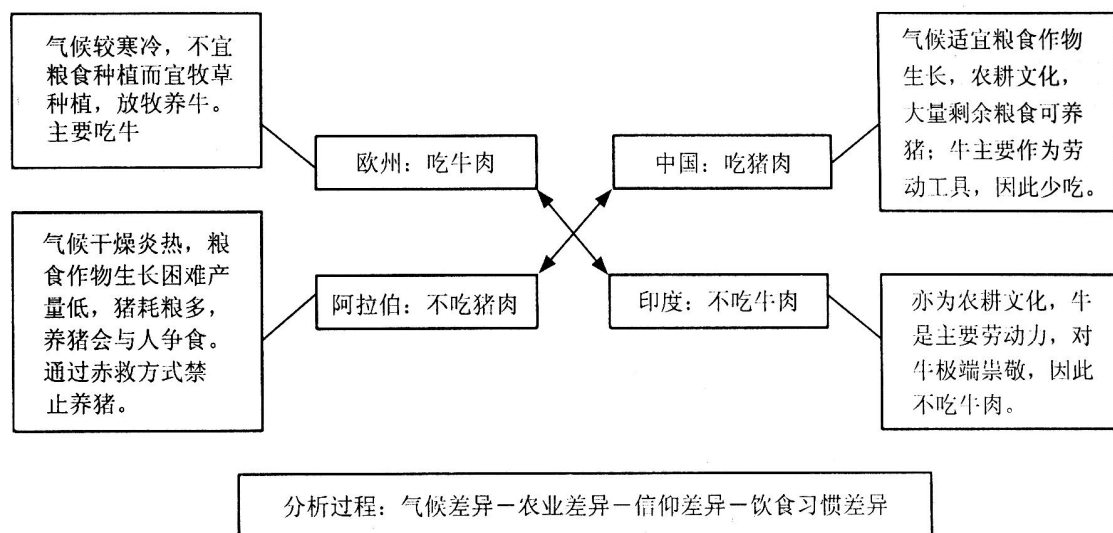 气候较寒冷，不宜
粮食种植而宜牧草
种植，放牧养牛。
主要吃牛
欧州：吃牛肉
中国：吃猪肉
气候适宜粮食作物
生长，农耕文化，
大量剩余粮食可养
猪；牛主要作为劳
动工具，因此少吃。
气候干燥炎热，粮
食作物生长困难产
量低，猪耗粮多，
养猪会与人争食。
通过赤救方式禁
止养猪。
阿拉伯：不吃猪肉
印度：不吃牛肉
亦为农耕文化，牛
是主要劳动力，对
牛极端祟敬，因此
不吃牛肉。
分析过程：气候差异－农业差异－信仰差异－饮食习惯差异